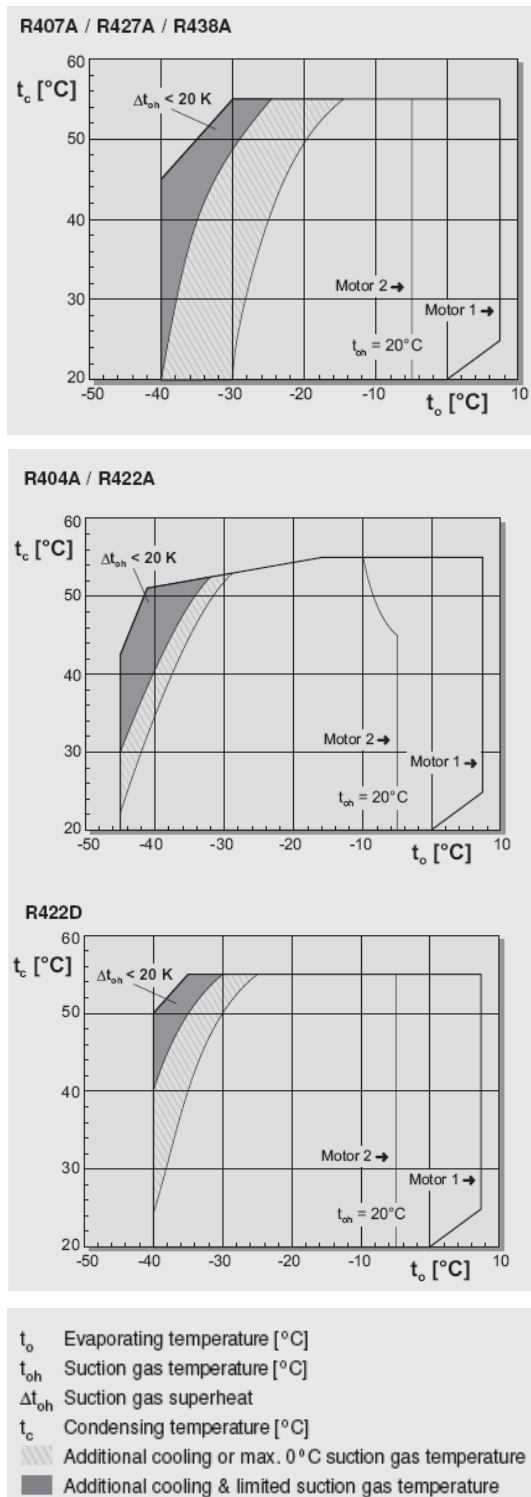 R407A / R427A / R438A
60
t_c [°C]
Δt_oh < 20 K
50
40
30
Motor 2 ➜
Motor 1 ➜
t_oh = 20°C
20
-50 -40 -30 -20 -10 t_o [°C] 10
R404A / R422A
60
t_c [°C]
Δt_oh < 20 K
50
40
30
Motor 2 ➜
Motor 1 ➜
t_oh = 20°C
20
-50 -40 -30 -20 -10 t_o [°C] 10
R422D
60
t_c [°C]
Δt_oh < 20 K
50
40
30
Motor 2 ➜
Motor 1 ➜
t_oh = 20°C
20
-50 -40 -30 -20 -10 t_o [°C] 10
t_o Evaporating temperature [°C]
t_oh Suction gas temperature [°C]
Δt_oh Suction gas superheat
t_c Condensing temperature [°C]
Additional cooling or max. 0°C suction gas temperature
Additional cooling & limited suction gas temperature